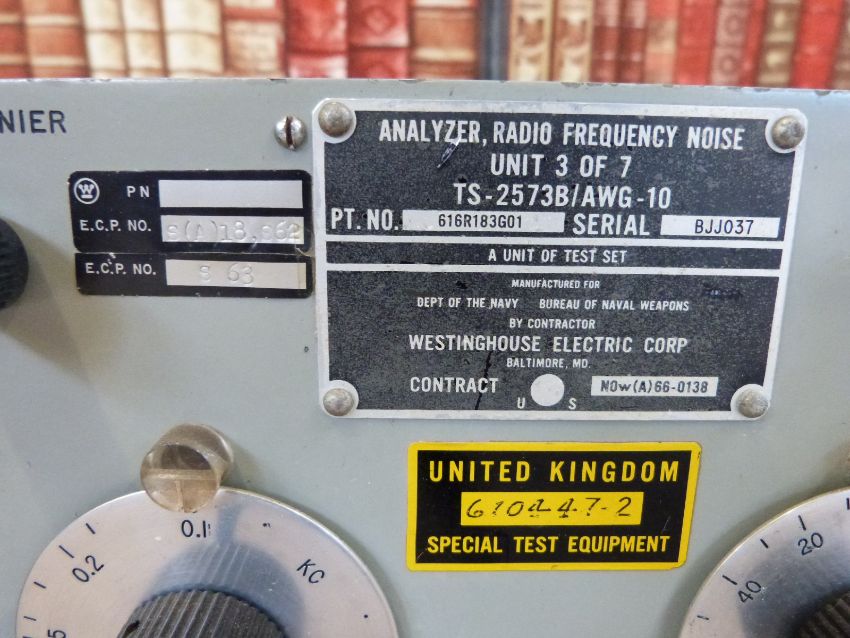 NIER
W
PN
E.C.P. NO. S(A)18,S62
E.C.P. NO. S 63
ANALYZER, RADIO FREQUENCY NOISE
UNIT 3 OF 7
TS-2573B/AWG-10
PT. NO. 616R183G01 SERIAL BJJ037
A UNIT OF TEST SET
MANUFACTURED FOR
DEPT OF THE NAVY BUREAU OF NAVAL WEAPONS
BY CONTRACTOR
WESTINGHOUSE ELECTRIC CORP
BALTIMORE, MD.
CONTRACT NOw(A)66-0138
U S
UNITED KINGDOM
SPECIAL TEST EQUIPMENT
0.1
0.2
KC
20
40